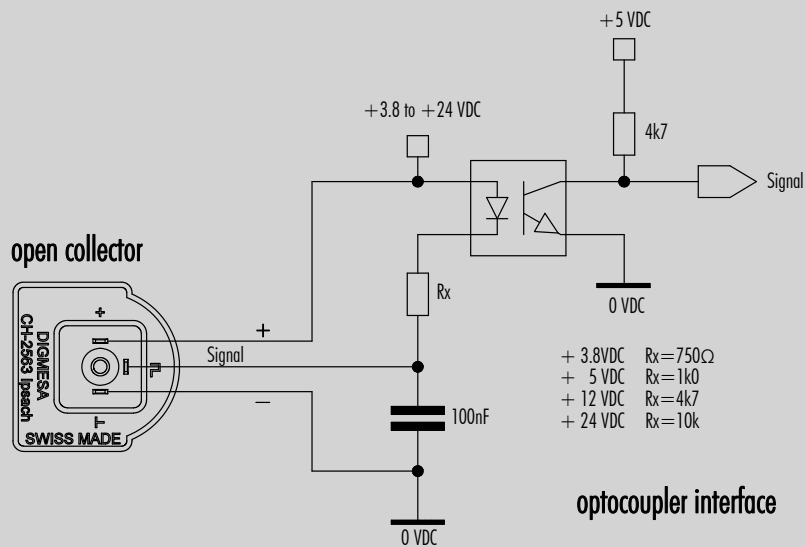 +5 VDC
+3.8 to +24 VDC
4k7
Signal
open collector
0 VDC
Rx
+
+
DIGMESA
CH-2563 Ipsach
Signal
−
SWISS MADE
100nF
+ 3.8VDC Rx=750Ω
+ 5 VDC Rx=1k0
+ 12 VDC Rx=4k7
+ 24 VDC Rx=10k
optocoupler interface
0 VDC